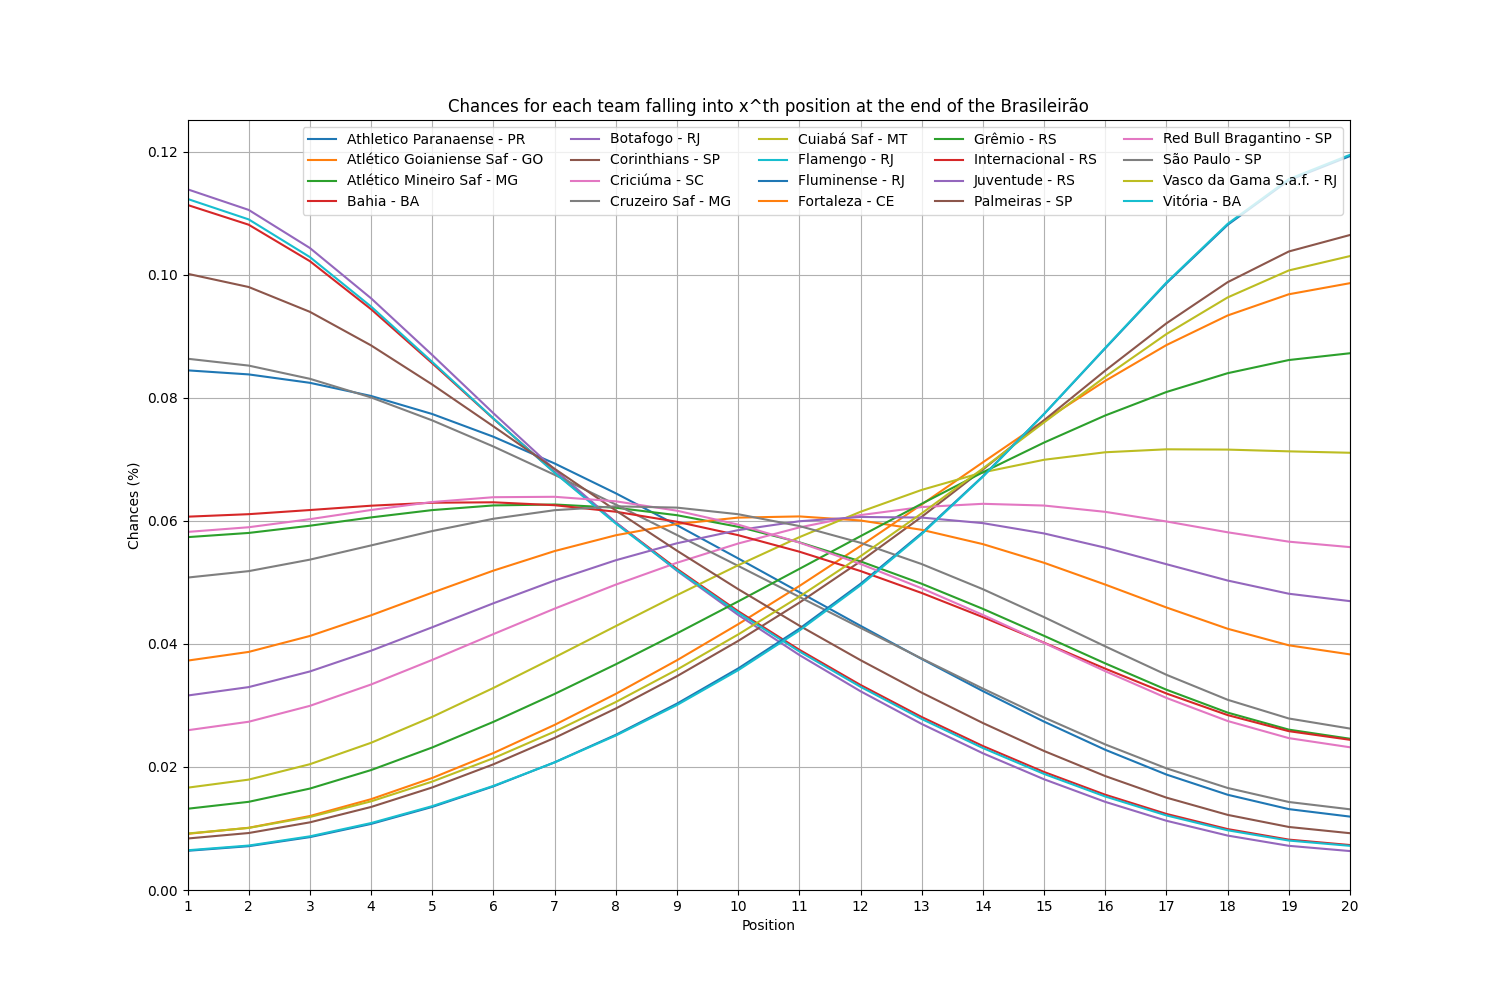 Chances for each team falling into x^th position at the end of the Brasileirão
Athletico Paranaense - PR
Atlético Goianiense Saf - GO
Atlético Mineiro Saf - MG
Bahia - BA
Botafogo - RJ
Corinthians - SP
Criciúma - SC
Cruzeiro Saf - MG
Cuiabá Saf - MT
Flamengo - RJ
Fluminense - RJ
Fortaleza - CE
Grêmio - RS
Internacional - RS
Juventude - RS
Palmeiras - SP
Red Bull Bragantino - SP
São Paulo - SP
Vasco da Gama S.a.f. - RJ
Vitória - BA
Chances (%)
0.12
0.10
0.08
0.06
0.04
0.02
0.00
1 2 3 4 5 6 7 8 9 10 11 12 13 14 15 16 17 18 19 20
Position